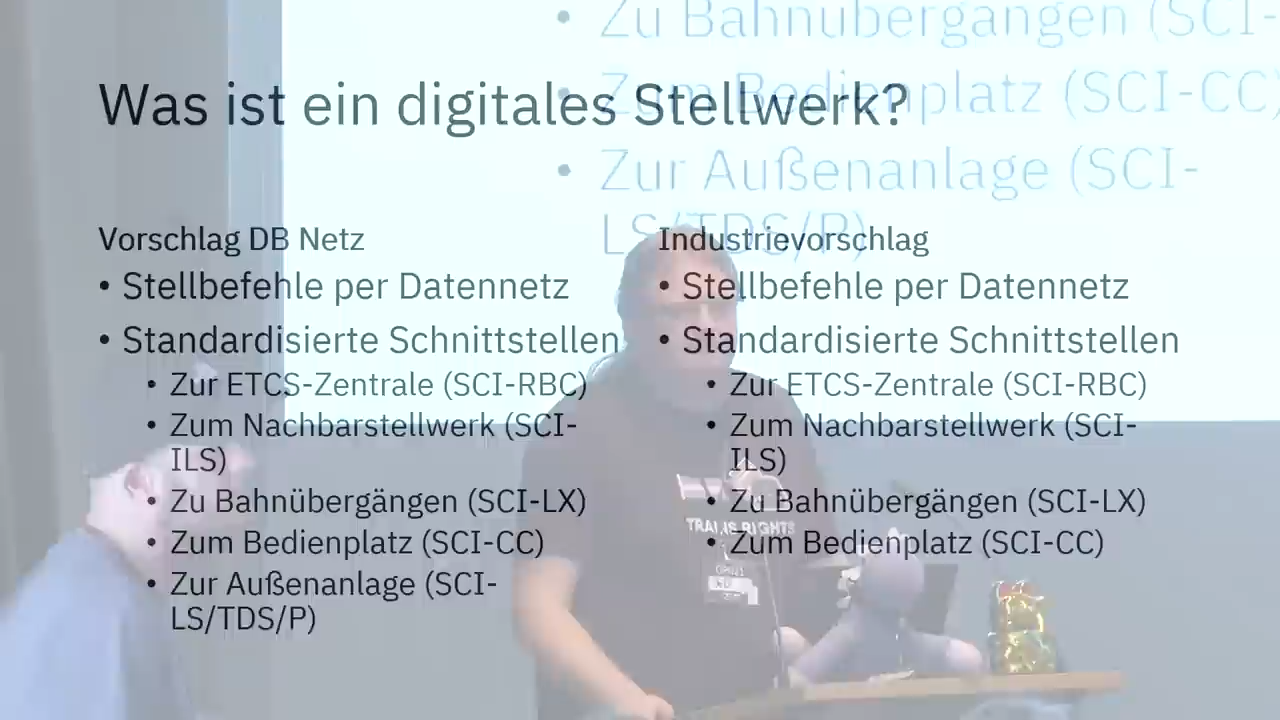 Zu Bahnübergängen (SCI-
Zum Bedienplatz (SCI-CC)
Zur Außenanlage (SCI-
LS/TDS/P)
Was ist ein digitales Stellwerk?
Vorschlag DB Netz
• Stellbefehle per Datennetz
• Standardisierte Schnittstellen
• Zur ETCS-Zentrale (SCI-RBC)
• Zum Nachbarstellwerk (SCI-
ILS)
• Zu Bahnübergängen (SCI-LX)
• Zum Bedienplatz (SCI-CC)
• Zur Außenanlage (SCI-
LS/TDS/P)
Industrievorschlag
• Stellbefehle per Datennetz
• Standardisierte Schnittstellen
• Zur ETCS-Zentrale (SCI-RBC)
• Zum Nachbarstellwerk (SCI-
ILS)
• Zu Bahnübergängen (SCI-LX)
• Zum Bedienplatz (SCI-CC)
TRANS RIGHTS